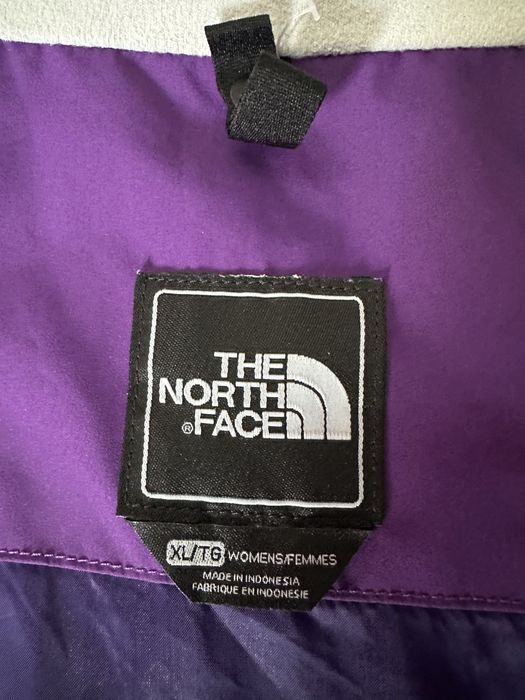 THE
NORTH
®FACE
XL/TG WOMENS/FEMMES
MADE IN INDONESIA
FABRIQUE EN INDONESIE